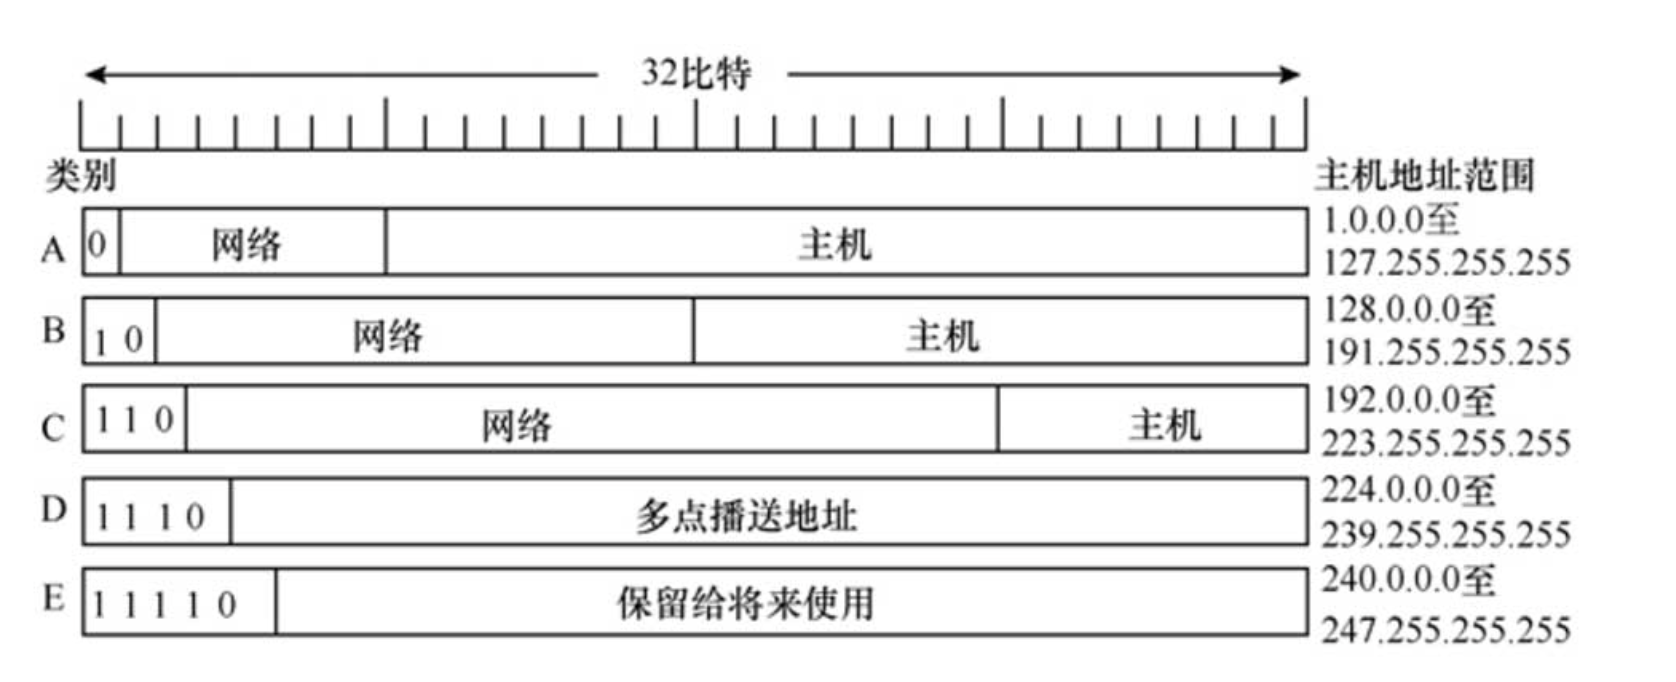 32比特
类别
主机地址范围
A
0
网络
主机
1.0.0.0至
127.255.255.255
B
1 0
网络
主机
128.0.0.0至
191.255.255.255
C
1 1 0
网络
主机
192.0.0.0至
223.255.255.255
D
1 1 1 0
多点播送地址
224.0.0.0至
239.255.255.255
E
1 1 1 1 0
保留给将来使用
240.0.0.0至
247.255.255.255